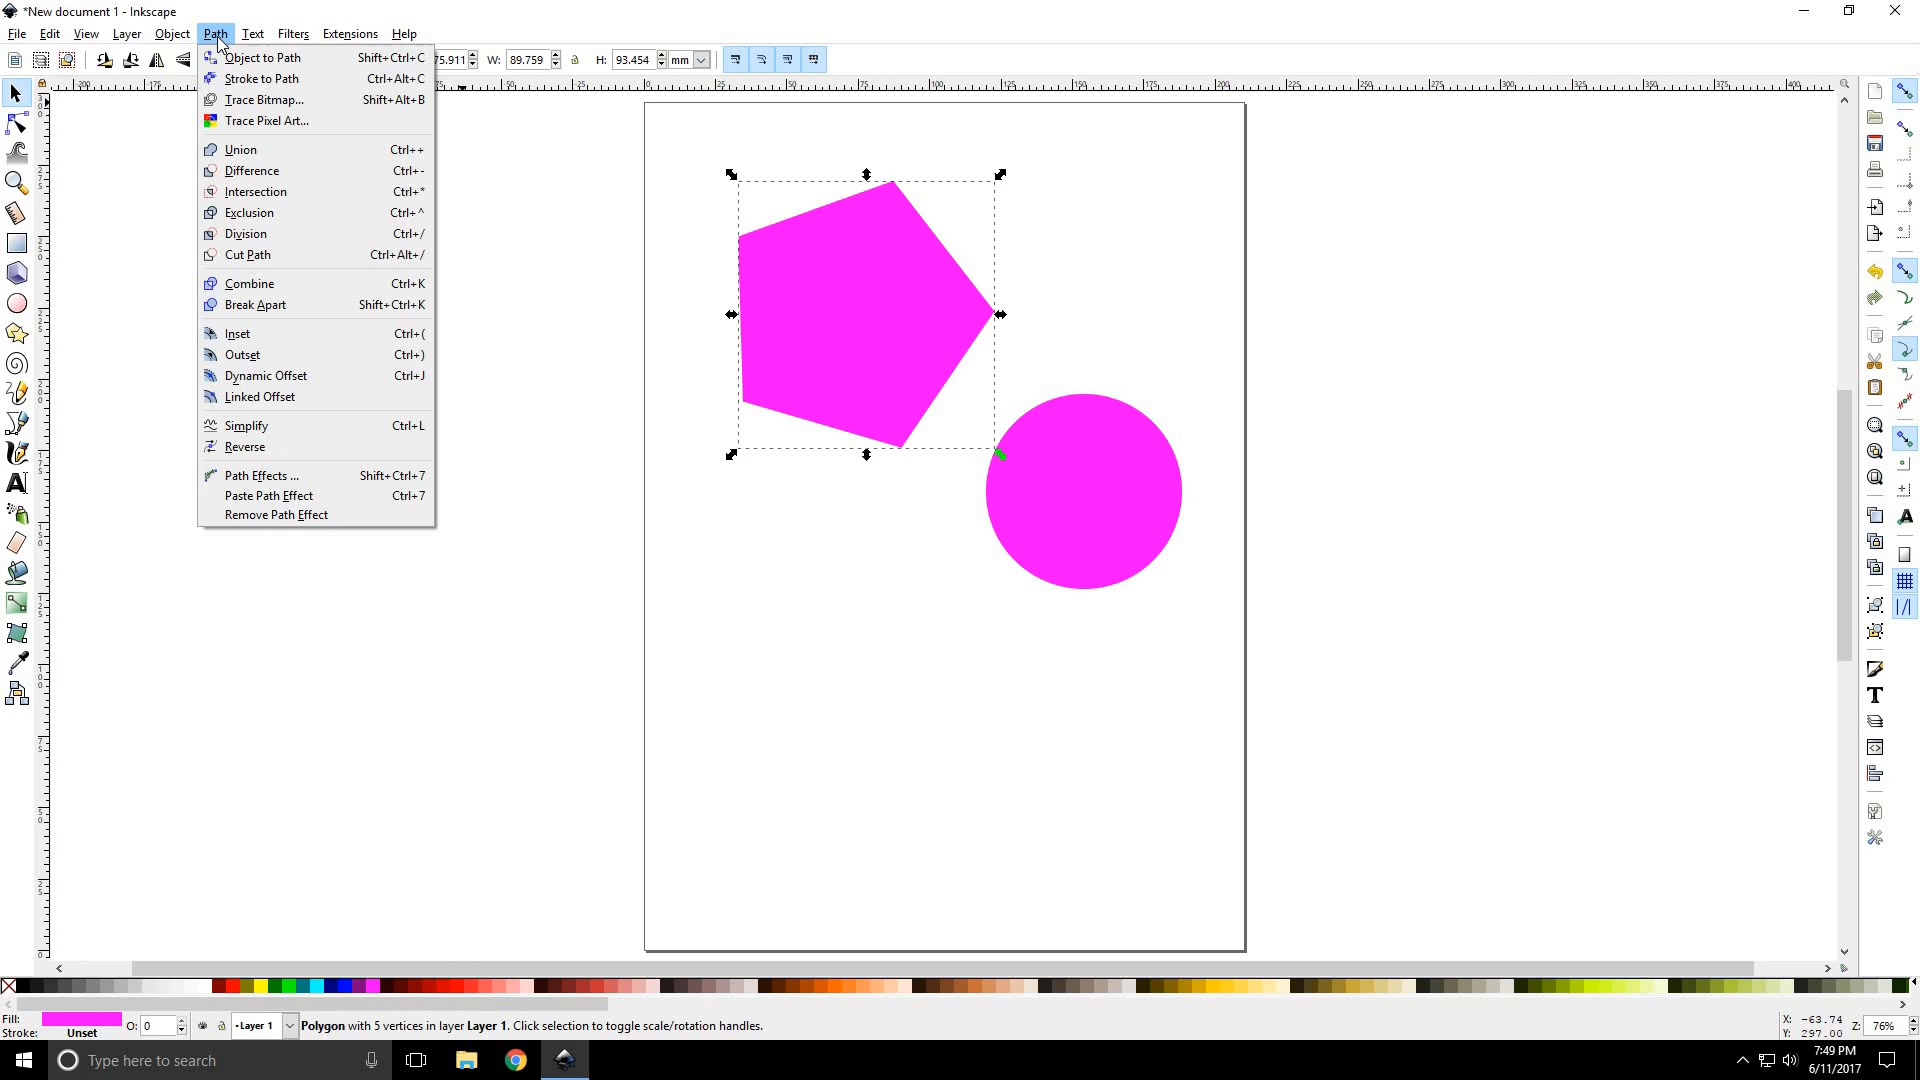 *New document 1 - Inkscape
File Edit View Layer Object Path Text Filters Extensions Help
75.911 W: 89.759 H: 93.454 mm
Object to Path Shift+Ctrl+C
Stroke to Path Ctrl+Alt+C
Trace Bitmap... Shift+Alt+B
Trace Pixel Art...
Union Ctrl++
Difference Ctrl+-
Intersection Ctrl+*
Exclusion Ctrl+^
Division Ctrl+/
Cut Path Ctrl+Alt+/
Combine Ctrl+K
Break Apart Shift+Ctrl+K
Inset Ctrl+(
Outset Ctrl+)
Dynamic Offset Ctrl+J
Linked Offset
Simplify Ctrl+L
Reverse
Path Effects ... Shift+Ctrl+7
Paste Path Effect Ctrl+7
Remove Path Effect
Fill:
Stroke: Unset
O: 0
•Layer 1
Polygon with 5 vertices in layer Layer 1. Click selection to toggle scale/rotation handles.
X: -63.74
Y: 297.00
Z: 76%
Type here to search
7:49 PM
6/11/2017